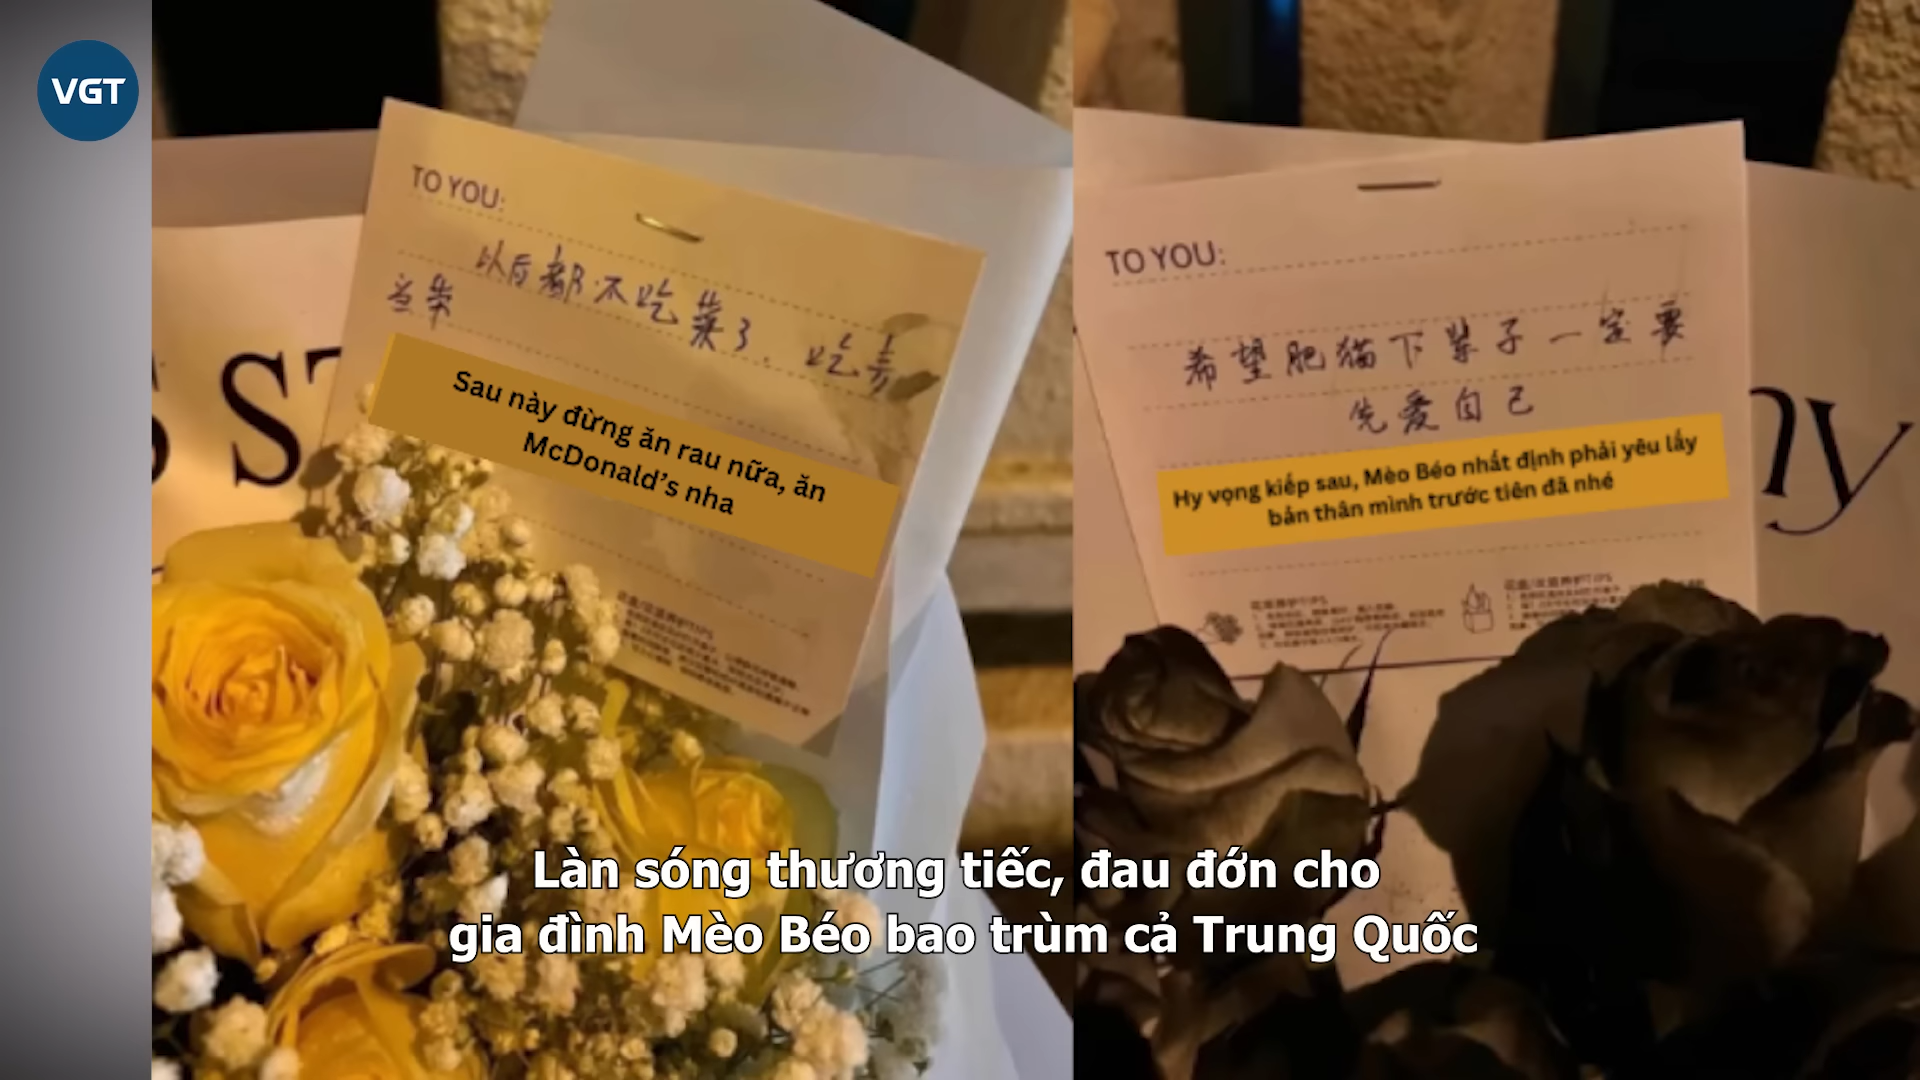 VGT
TO YOU:
以后都不吃菜了. 吃麦
当劳
Sau này đừng ăn rau nữa, ăn
McDonald's nha
TO YOU:
希望肥猫下辈子一定要
先爱自己
Hy vọng kiếp sau, Mèo Béo nhất định phải yêu lấy
bản thân mình trước tiên đã nhé
ny
Làn sóng thương tiếc, đau đớn cho
gia đình Mèo Béo bao trùm cả Trung Quốc